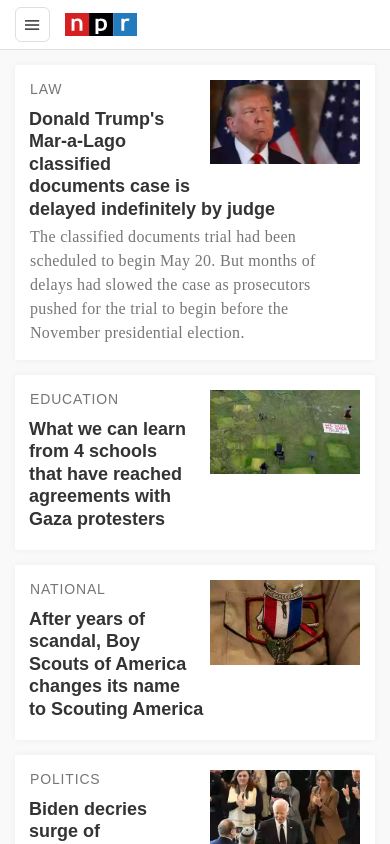 npr
LAW
Donald Trump's
Mar-a-Lago
classified
documents case is
delayed indefinitely by judge
The classified documents trial had been
scheduled to begin May 20. But months of
delays had slowed the case as prosecutors
pushed for the trial to begin before the
November presidential election.
EDUCATION
What we can learn
from 4 schools
that have reached
agreements with
Gaza protesters
NATIONAL
After years of
scandal, Boy
Scouts of America
changes its name
to Scouting America
POLITICS
Biden decries
surge of